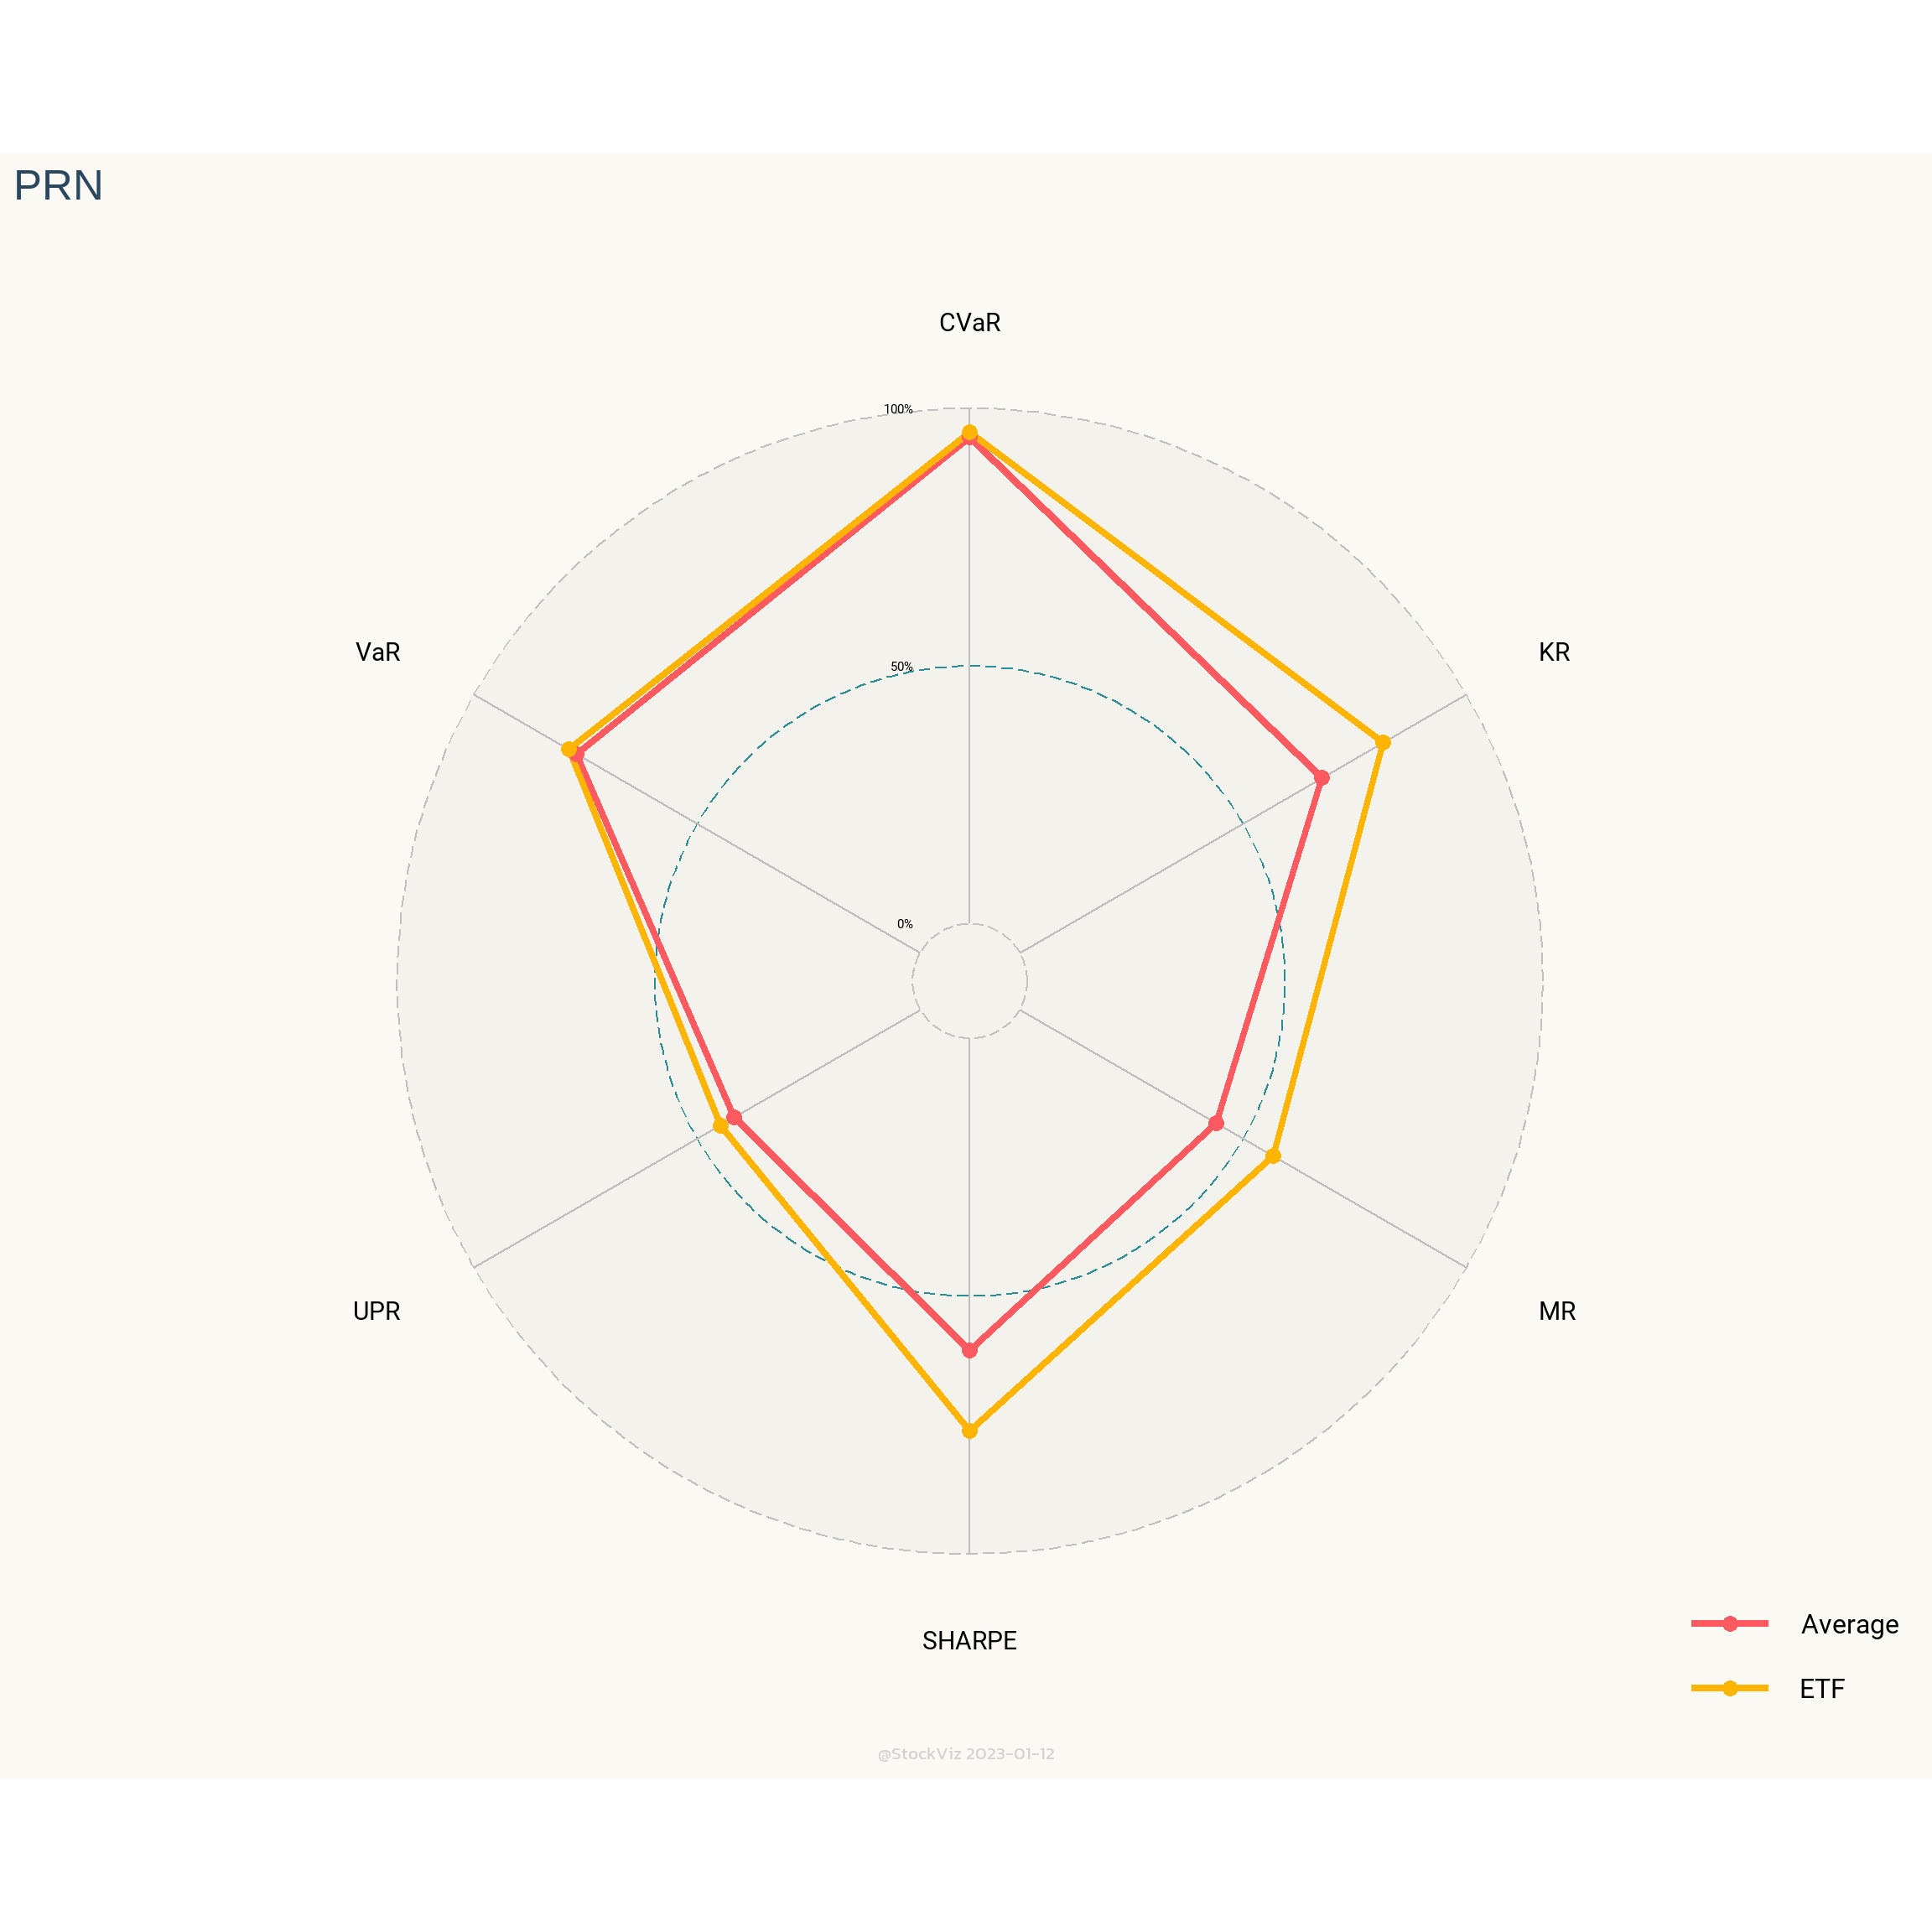 PRN
CVaR
100%
VaR
KR
50%
0%
UPR
MR
SHARPE
Average
ETF
@StockViz 2023-01-12